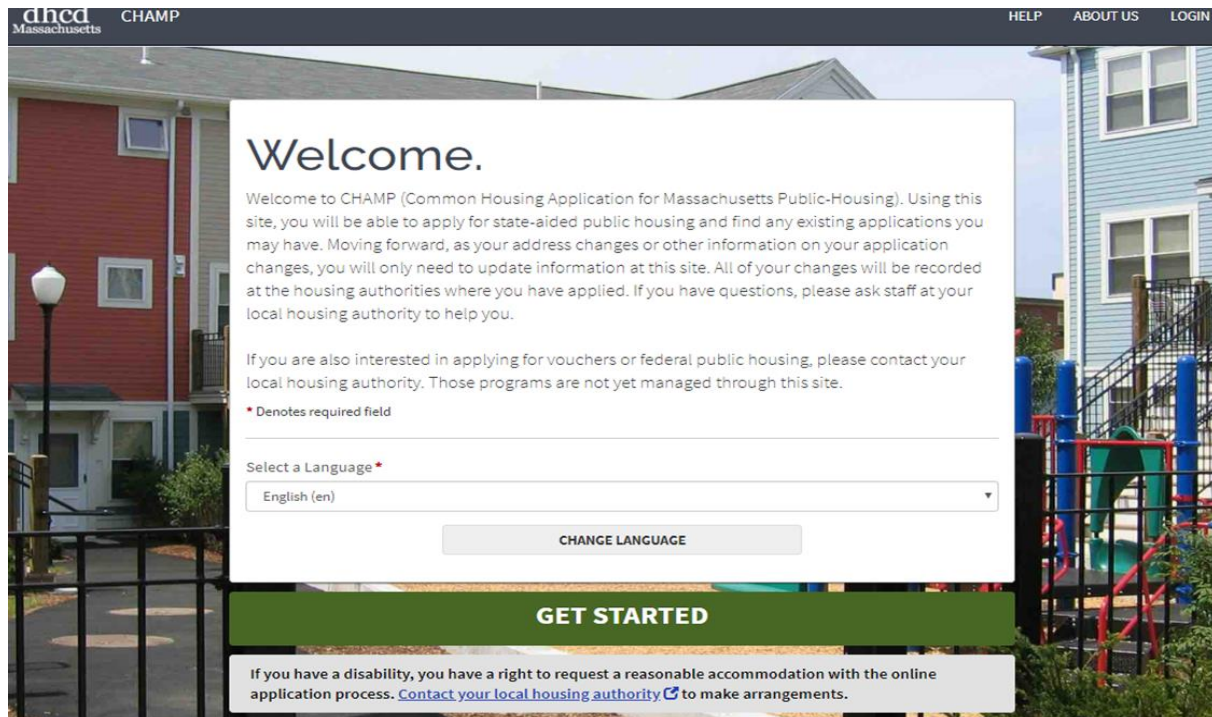 dhcd
Massachusetts
CHAMP
HELP
ABOUT US
LOGIN
Welcome.
Welcome to CHAMP (Common Housing Application for Massachusetts Public-Housing). Using this
site, you will be able to apply for state-aided public housing and find any existing applications you
may have. Moving forward, as your address changes or other information on your application
changes, you will only need to update information at this site. All of your changes will be recorded
at the housing authorities where you have applied. If you have questions, please ask staff at your
local housing authority to help you.
If you are also interested in applying for vouchers or federal public housing, please contact your
local housing authority. Those programs are not yet managed through this site.
* Denotes required field
Select a Language *
English (en)
CHANGE LANGUAGE
GET STARTED
If you have a disability, you have a right to request a reasonable accommodation with the online
application process. Contact your local housing authority to make arrangements.